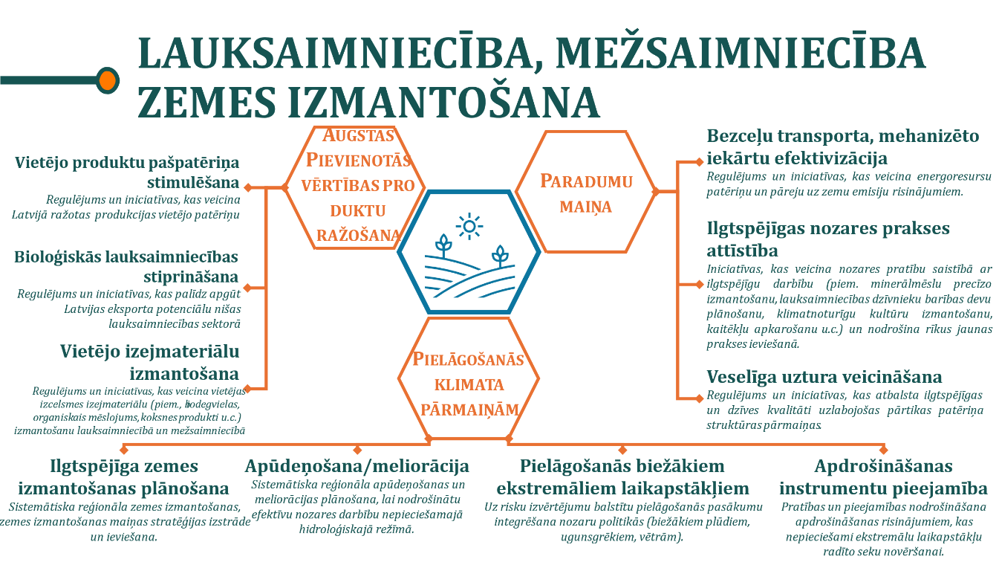 LAUKSAIMNIECĪBA, MEŽSAIMNIECĪBA
ZEMES IZMANTOŠANA
AUGSTAS
PIEVIENOTĀS
VĒRTĪBAS PRO
DUKTU
RAŽOŠANA
Vietējo produktu pašpatēriņa
stimulēšana
Regulējums un iniciatīvas, kas veicina
Latvijā ražotas produkcijas vietējo patēriņu
Bioloģiskās lauksaimniecības
stiprināšana
Regulējums un iniciatīvas, kas palīdz apgūt
Latvijas eksporta potenciālu nišas
lauksaimniecības sektorā
Vietējo izejmateriālu
izmantošana
Regulējums un iniciatīvas, kas veicina vietējas
izcelsmes izejmateriālu (piem., bodegvielas,
organiskais mēslojums, koksnes produkti u.c.)
izmantošanu lauksaimniecībā un mežsaimniecībā
PARADUMU
MAIŅA
Bezceļu transporta, mehanizēto
iekārtu efektivizācija
Regulējums un iniciatīvas, kas veicina energoresursu
patēriņu un pāreju uz zemu emisiju risinājumiem.
Ilgtspējīgas nozares prakses
attīstība
Iniciatīvas, kas veicina nozares pratību saistībā ar
ilgtspējīgu darbību (piem. minerālmēslu precīzo
izmantošanu, lauksaimniecības dzīvnieku barības devu
plānošanu, klimatnoturīgu kultūru izmantošanu,
kaitēkļu apkarošanu u.c.) un nodrošina rīkus jaunas
prakses ieviešanā.
Veselīga uztura veicināšana
Regulējums un iniciatīvas, kas atbalsta ilgtspējīgas
un dzīves kvalitāti uzlabojošas pārtikas patēriņa
struktūras pārmaiņas.
PIELĀGOŠANĀS
KLIMATA
PĀRMAIŅĀM
Ilgtspējīga zemes
izmantošanas plānošana
Sistemātiska reģionāla zemes izmantošanas,
zemes izmantošanas maiņas stratēģijas izstrāde
un ieviešana.
Apūdeņošana/meliorācija
Sistemātiska reģionāla apūdeņošanas un
meliorācijas plānošana, lai nodrošinātu
efektīvu nozares darbību nepieciešamajā
hidroloģiskajā režīmā.
Pielāgošanās biežākiem
ekstremāliem laikapstākļiem
Uz risku izvērtējumu balstītu pielāgošanās pasākumu
integrēšana nozaru politikās (biežākiem plūdiem,
ugunsgrēkiem, vētrām).
Apdrošināšanas
instrumentu pieejamība
Pratības un pieejamības nodrošināšana
apdrošināšanas risinājumiem, kas
nepieciešami ekstremālu laikapstākļu
radīto seku novēršanai.